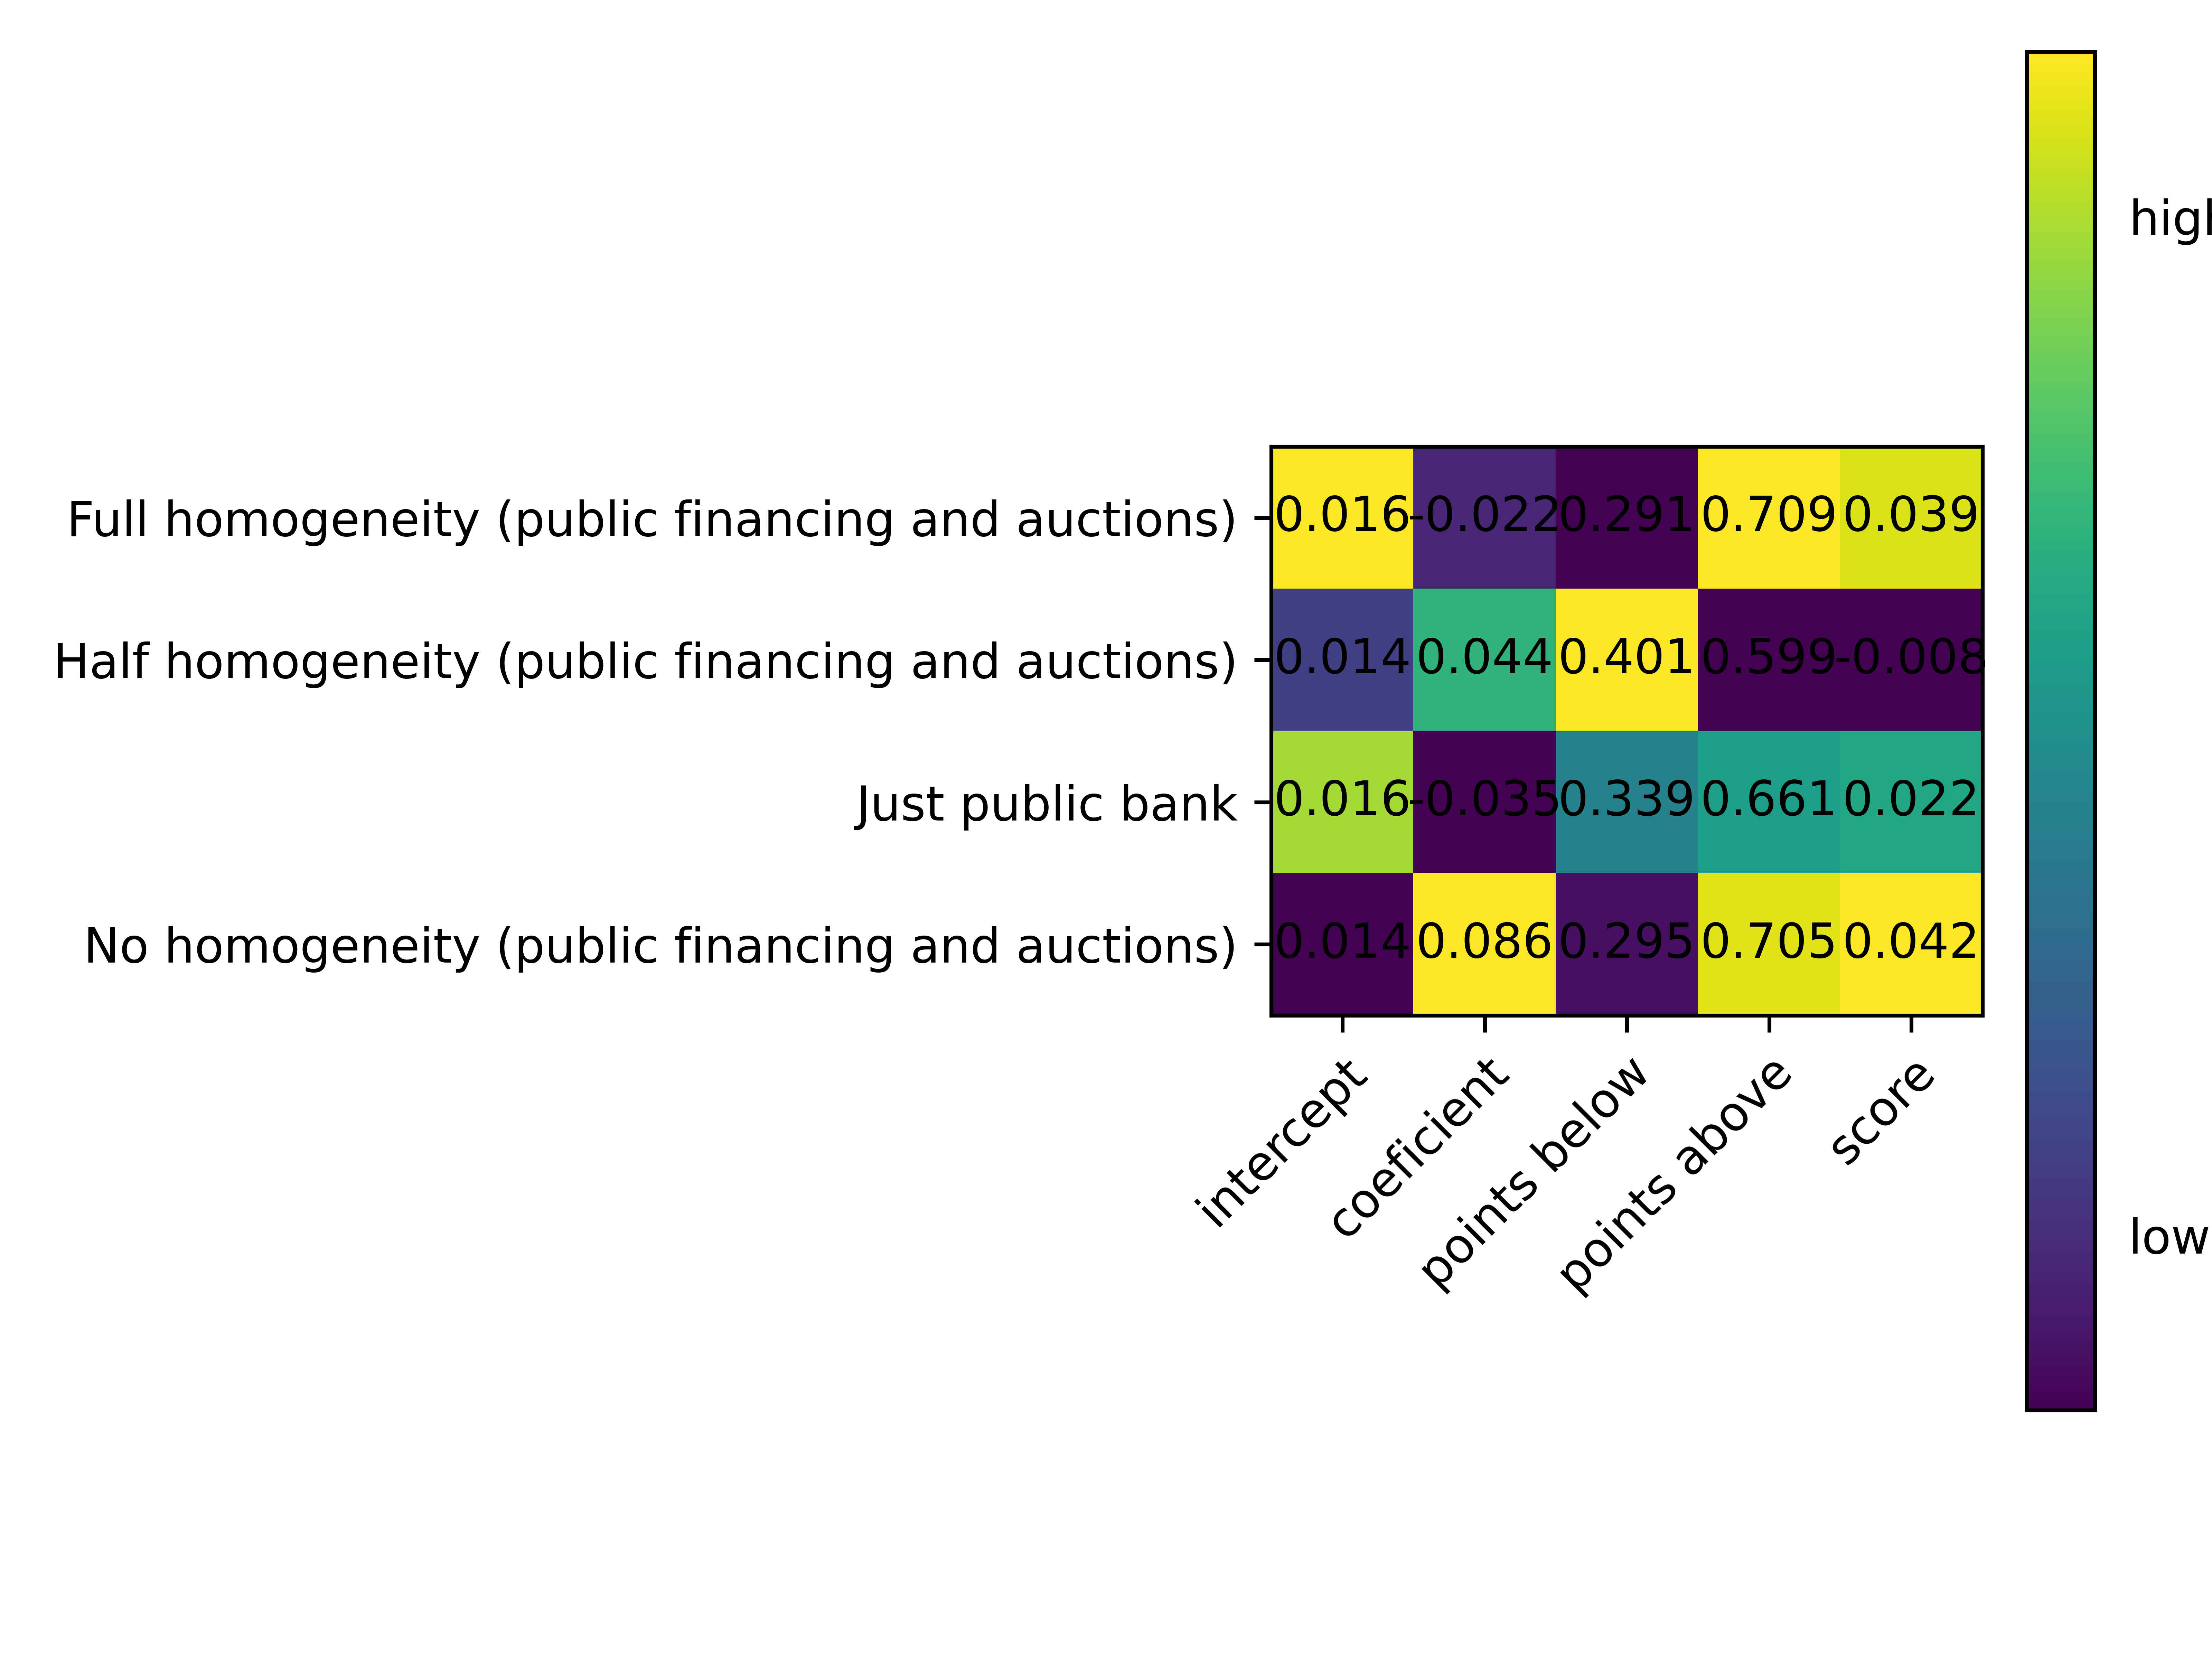 high
Full homogeneity (public financing and auctions) 0.016 -0.022 0.291 0.709 0.039
Half homogeneity (public financing and auctions) 0.014 0.044 0.401 0.599 -0.008
Just public bank 0.016 -0.035 0.339 0.661 0.022
No homogeneity (public financing and auctions) 0.014 0.086 0.295 0.705 0.042
intercept
coeficient
points below
points above
score
low